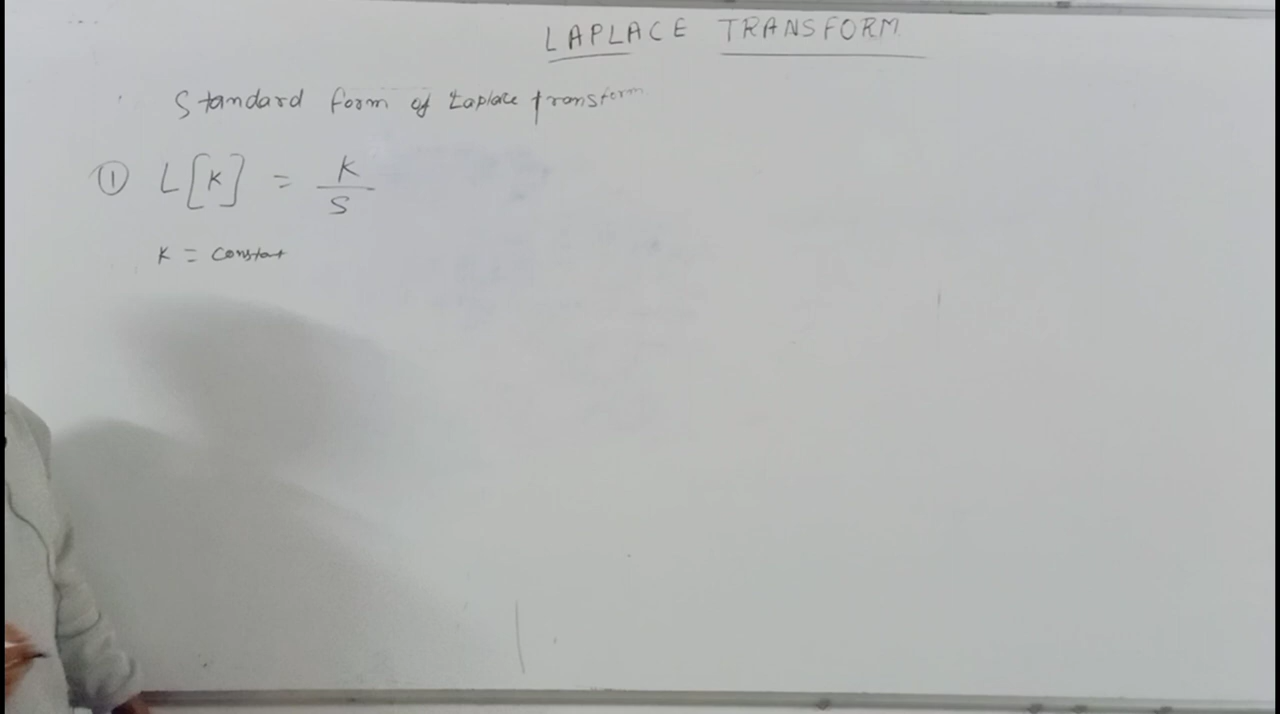 LAPLACE TRANSFORM
Standard form of Laplace transform
① L[K] = K/S
K = constant